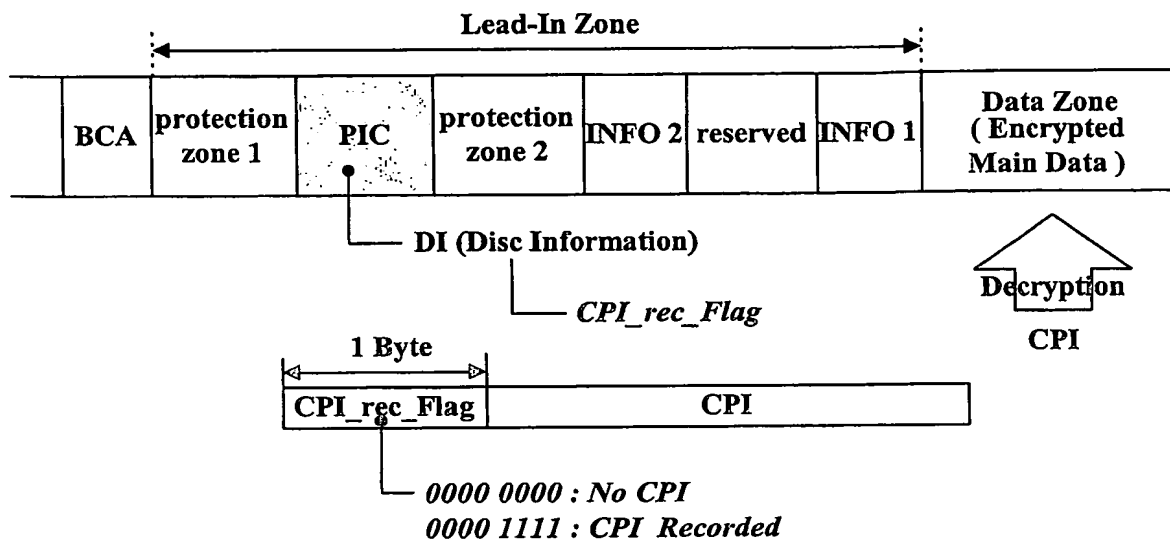 Lead-In Zone
BCA
protection
zone 1
PIC
protection
zone 2
INFO 2
reserved
INFO 1
Data Zone
( Encrypted
Main Data )
DI (Disc Information)
CPI_rec_Flag
Decryption
CPI
1 Byte
CPI_rec_Flag
CPI
0000 0000 : No CPI
0000 1111 : CPI Recorded